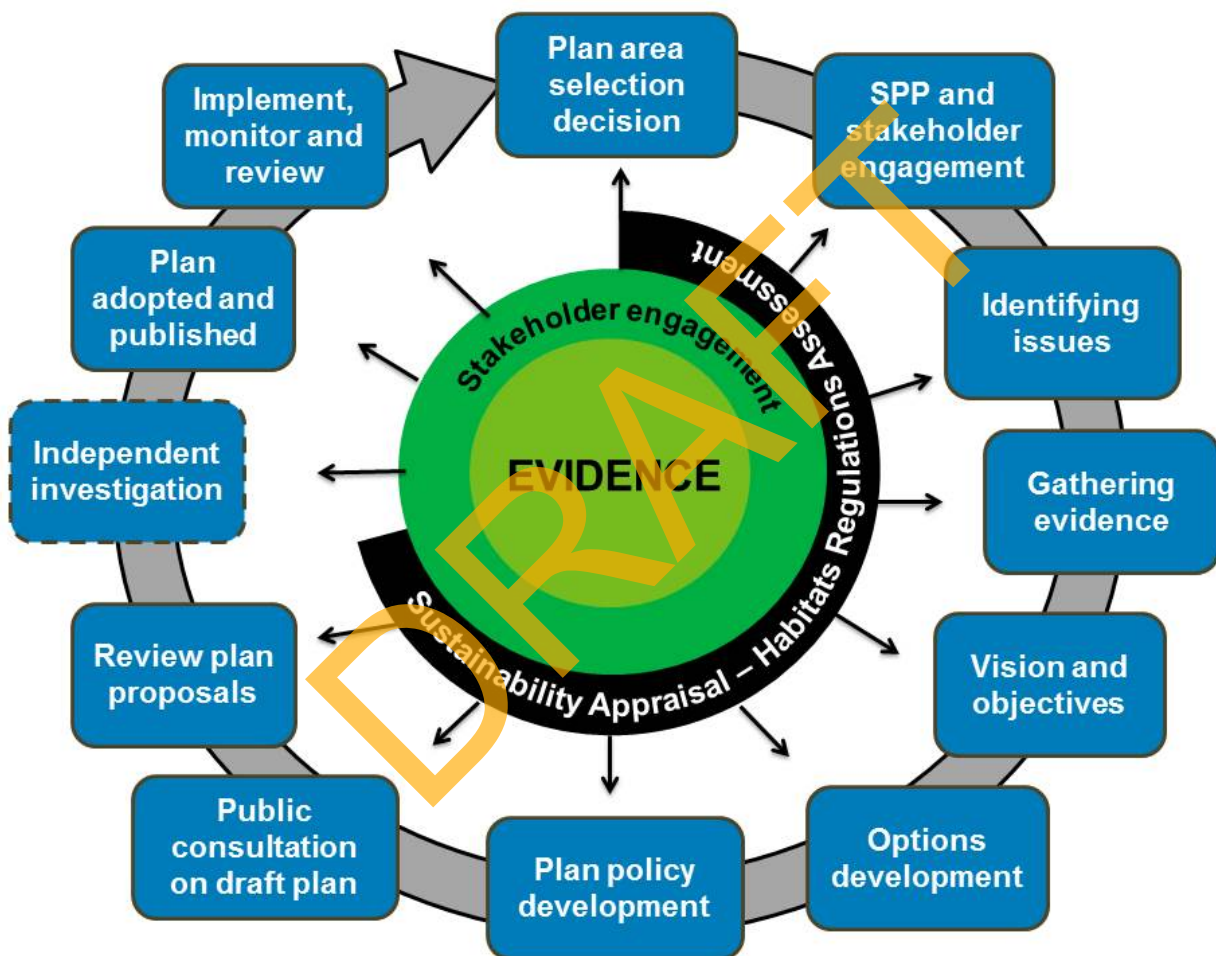 Plan area
selection
decision
SPP and
stakeholder
engagement
Identifying
issues
Gathering
evidence
Vision and
objectives
Options
development
Plan policy
development
Public
consultation
on draft plan
Review plan
proposals
Independent
investigation
Plan
adopted and
published
Implement,
monitor and
review
Stakeholder engagement
EVIDENCE
Sustainability Appraisal – Habitats Regulations Assessment
DRAFT